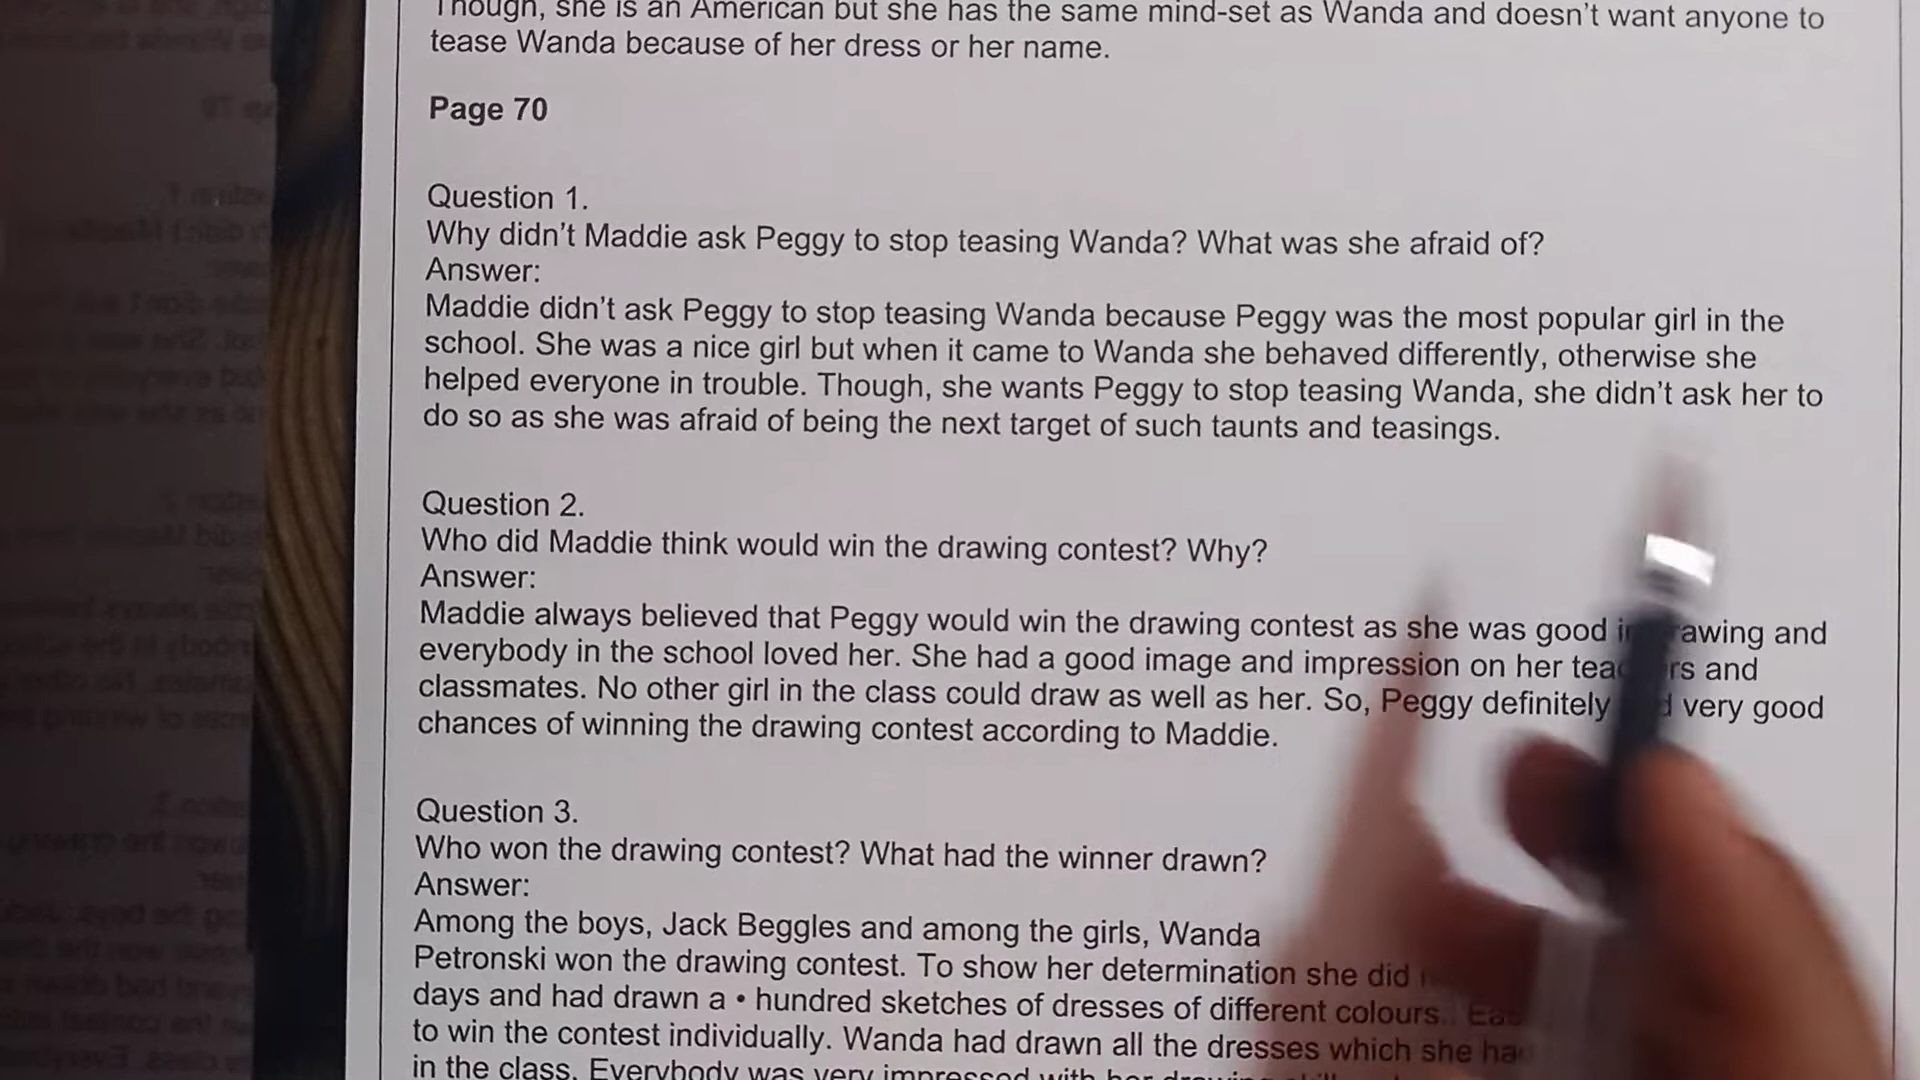 Though, she is an American but she has the same mind-set as Wanda and doesn't want anyone to
tease Wanda because of her dress or her name.
Page 70
Question 1.
Why didn't Maddie ask Peggy to stop teasing Wanda? What was she afraid of?
Answer:
Maddie didn't ask Peggy to stop teasing Wanda because Peggy was the most popular girl in the
school. She was a nice girl but when it came to Wanda she behaved differently, otherwise she
helped everyone in trouble. Though, she wants Peggy to stop teasing Wanda, she didn't ask her to
do so as she was afraid of being the next target of such taunts and teasings.
Question 2.
Who did Maddie think would win the drawing contest? Why?
Answer:
Maddie always believed that Peggy would win the drawing contest as she was good and
everybody in the school loved her. She had a good image and impression on her and
classmates. No other girl in the class could draw as well as her. So, Peggy definitely very good
chances of winning the drawing contest according to Maddie.
Question 3.
Who won the drawing contest? What had the winner drawn?
Answer:
Among the boys, Jack Beggles and among the girls, Wanda
Petronski won the drawing contest. To show her determination she did
days and had drawn a • hundred sketches of dresses of different colours..
to win the contest individually. Wanda had drawn all the dresses which she
in the class. Everybody was very impressed with her